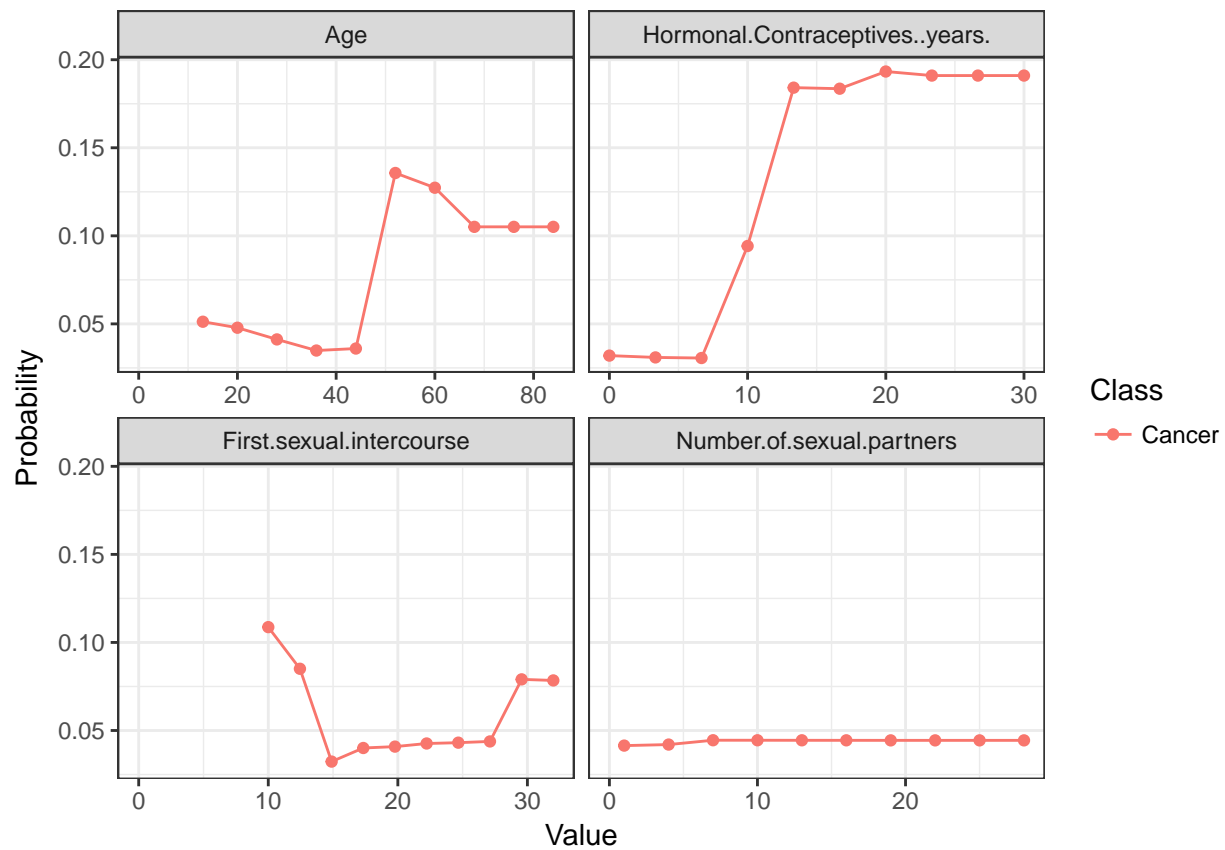 Age
Hormonal.Contraceptives..years.
0.20
0.15
0.10
0.05
0 20 40 60 80
0 10 20 30
First.sexual.intercourse
Number.of.sexual.partners
0.20
0.15
0.10
0.05
0 10 20 30
0 10 20
Probability
Value
Class
Cancer